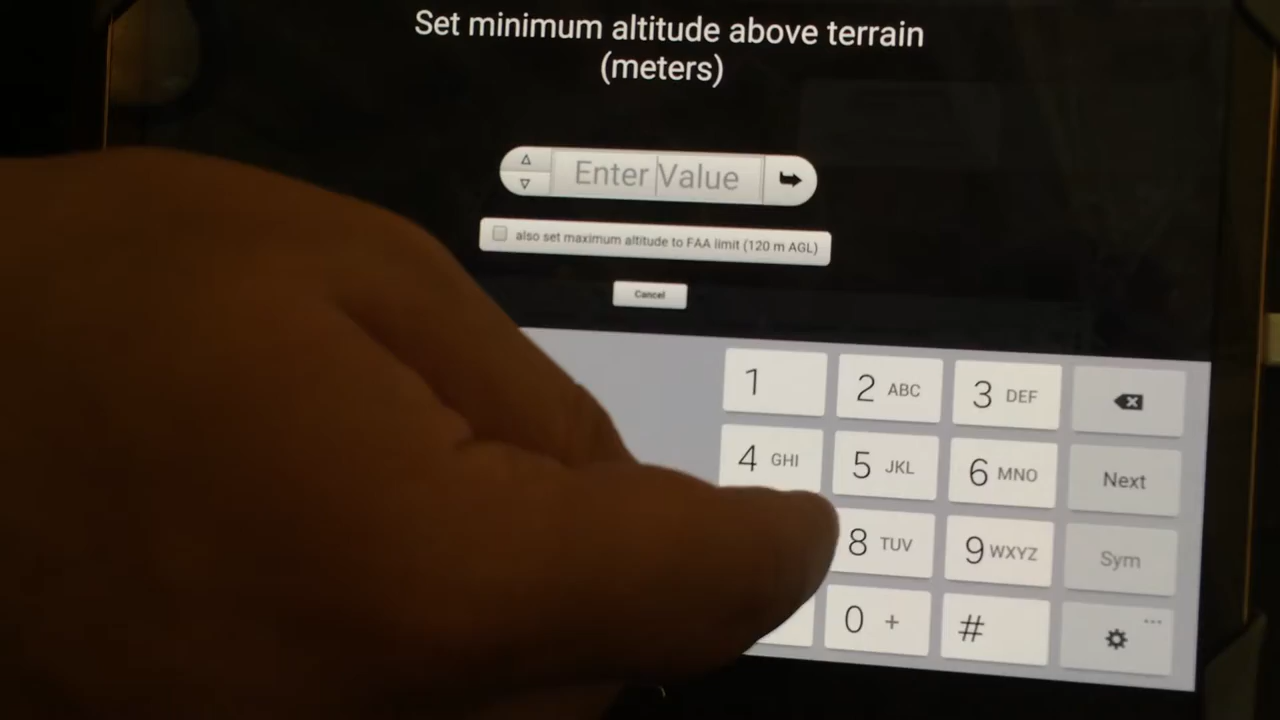 Set minimum altitude above terrain
(meters)
Enter Value
also set maximum altitude to FAA limit (120 m AGL)
Cancel
1 2 ABC 3 DEF
4 GHI 5 JKL 6 MNO Next
8 TUV 9 WXYZ Sym
0 + # ...